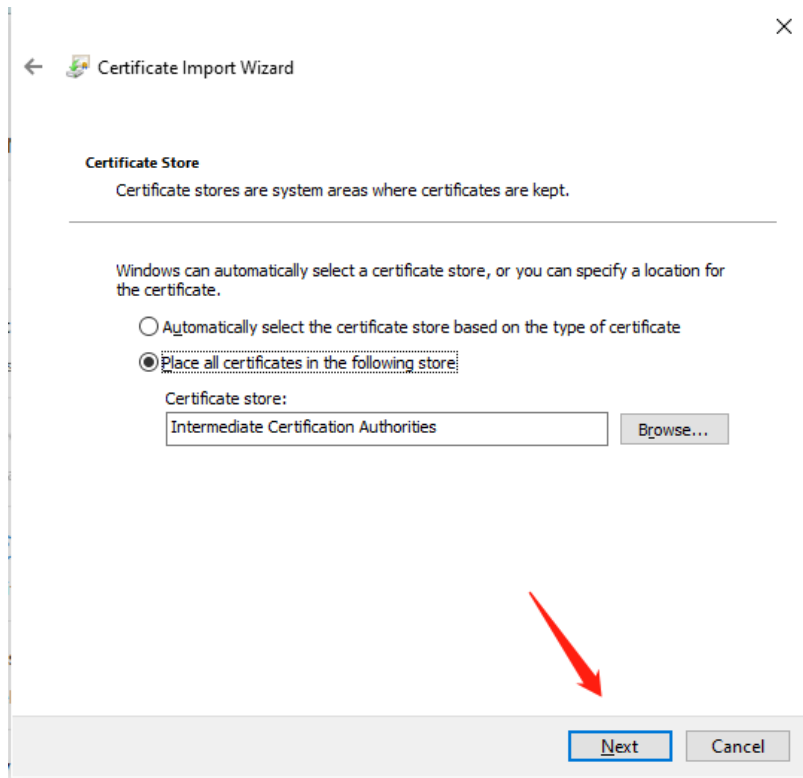 Certificate Import Wizard
Certificate Store
Certificate stores are system areas where certificates are kept.
Windows can automatically select a certificate store, or you can specify a location for
the certificate.
Automatically select the certificate store based on the type of certificate
Place all certificates in the following store
Certificate store:
Intermediate Certification Authorities
Browse...
Next
Cancel